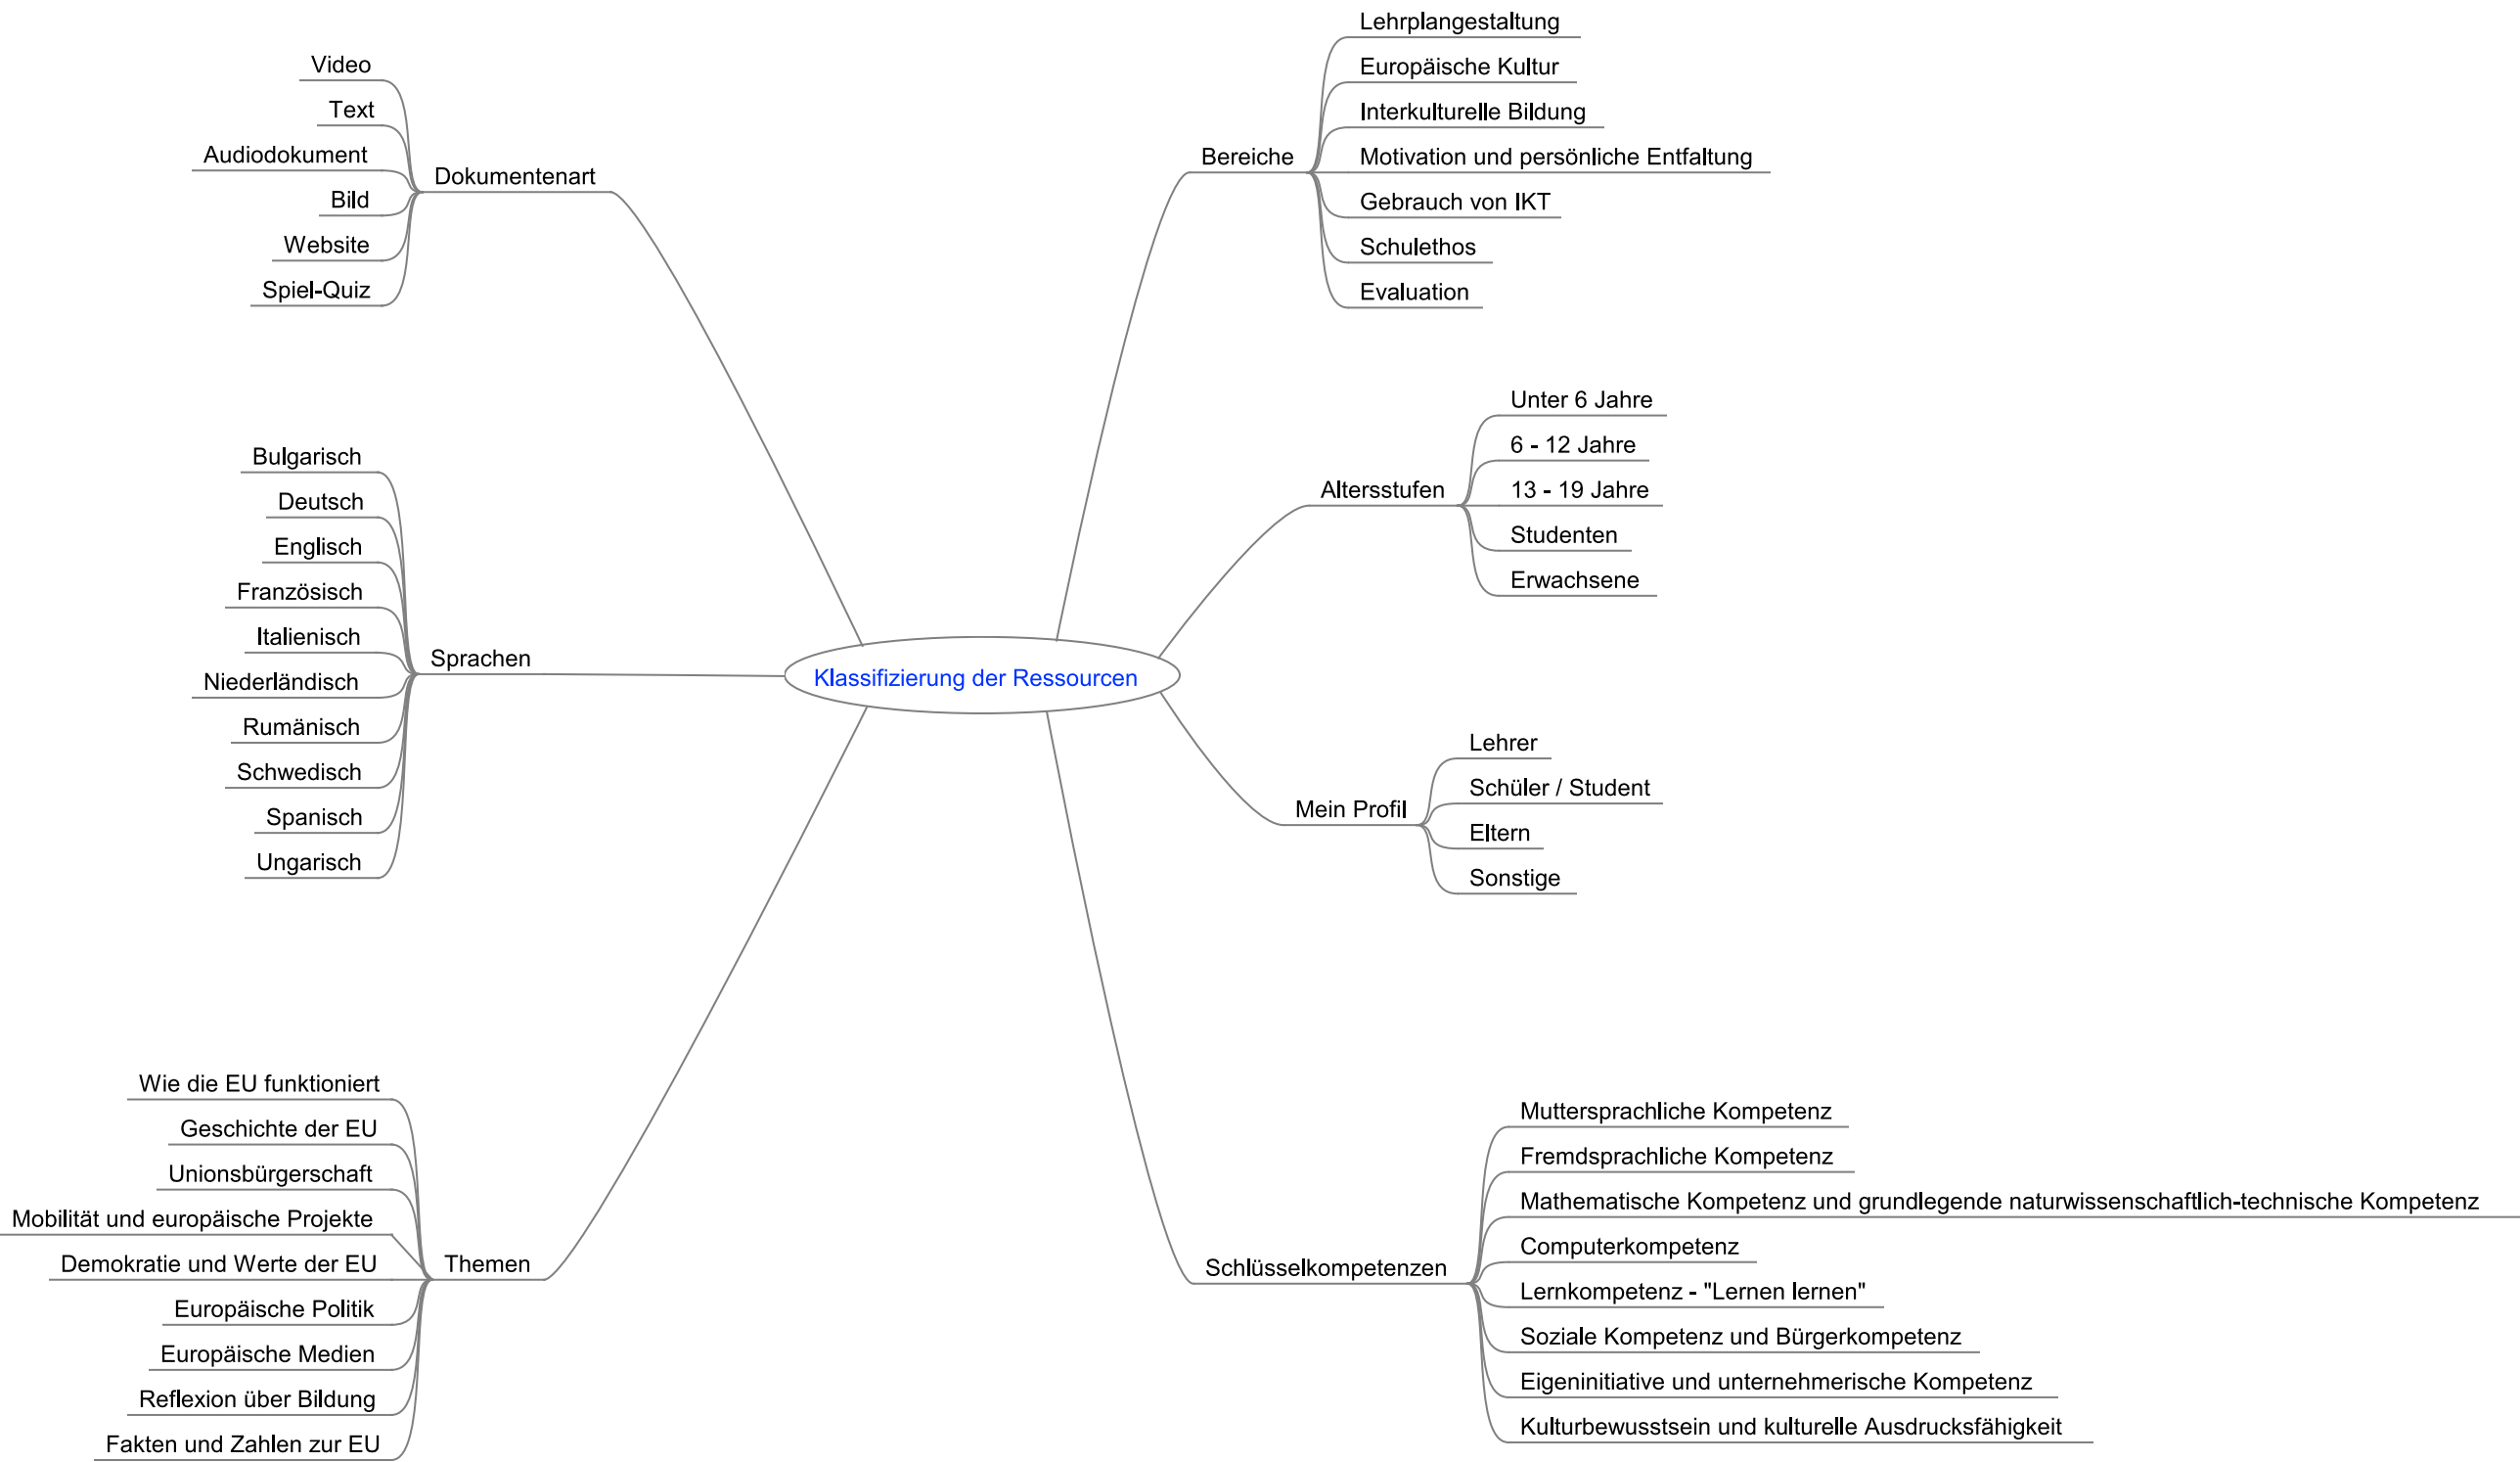 Klassifizierung der Ressourcen
Dokumentenart
Video
Text
Audiodokument
Bild
Website
Spiel-Quiz
Sprachen
Bulgarisch
Deutsch
Englisch
Französisch
Italienisch
Niederländisch
Rumänisch
Schwedisch
Spanisch
Ungarisch
Themen
Wie die EU funktioniert
Geschichte der EU
Unionsbürgerschaft
Mobilität und europäische Projekte
Demokratie und Werte der EU
Europäische Politik
Europäische Medien
Reflexion über Bildung
Fakten und Zahlen zur EU
Bereiche
Lehrplangestaltung
Europäische Kultur
Interkulturelle Bildung
Motivation und persönliche Entfaltung
Gebrauch von IKT
Schulethos
Evaluation
Altersstufen
Unter 6 Jahre
6 - 12 Jahre
13 - 19 Jahre
Studenten
Erwachsene
Mein Profil
Lehrer
Schüler / Student
Eltern
Sonstige
Schlüsselkompetenzen
Muttersprachliche Kompetenz
Fremdsprachliche Kompetenz
Mathematische Kompetenz und grundlegende naturwissenschaftlich-technische Kompetenz
Computerkompetenz
Lernkompetenz - "Lernen lernen"
Soziale Kompetenz und Bürgerkompetenz
Eigeninitiative und unternehmerische Kompetenz
Kulturbewusstsein und kulturelle Ausdrucksfähigkeit